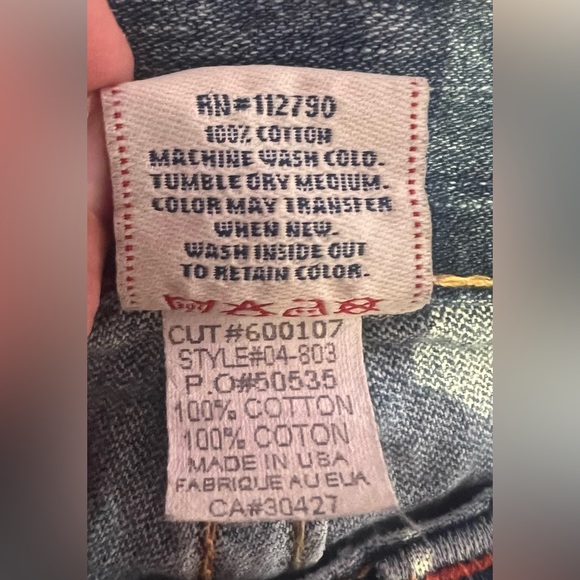 RN#112790
100% COTTON
MACHINE WASH COLD.
TUMBLE DRY MEDIUM.
COLOR MAY TRANSFER
WHEN NEW.
WASH INSIDE OUT
TO RETAIN COLOR.
CUT#600107
STYLE#04-803
P.O#50535
100% COTTON
100% COTON
MADE IN USA
FABRIQUE AU EUA
CA#30427